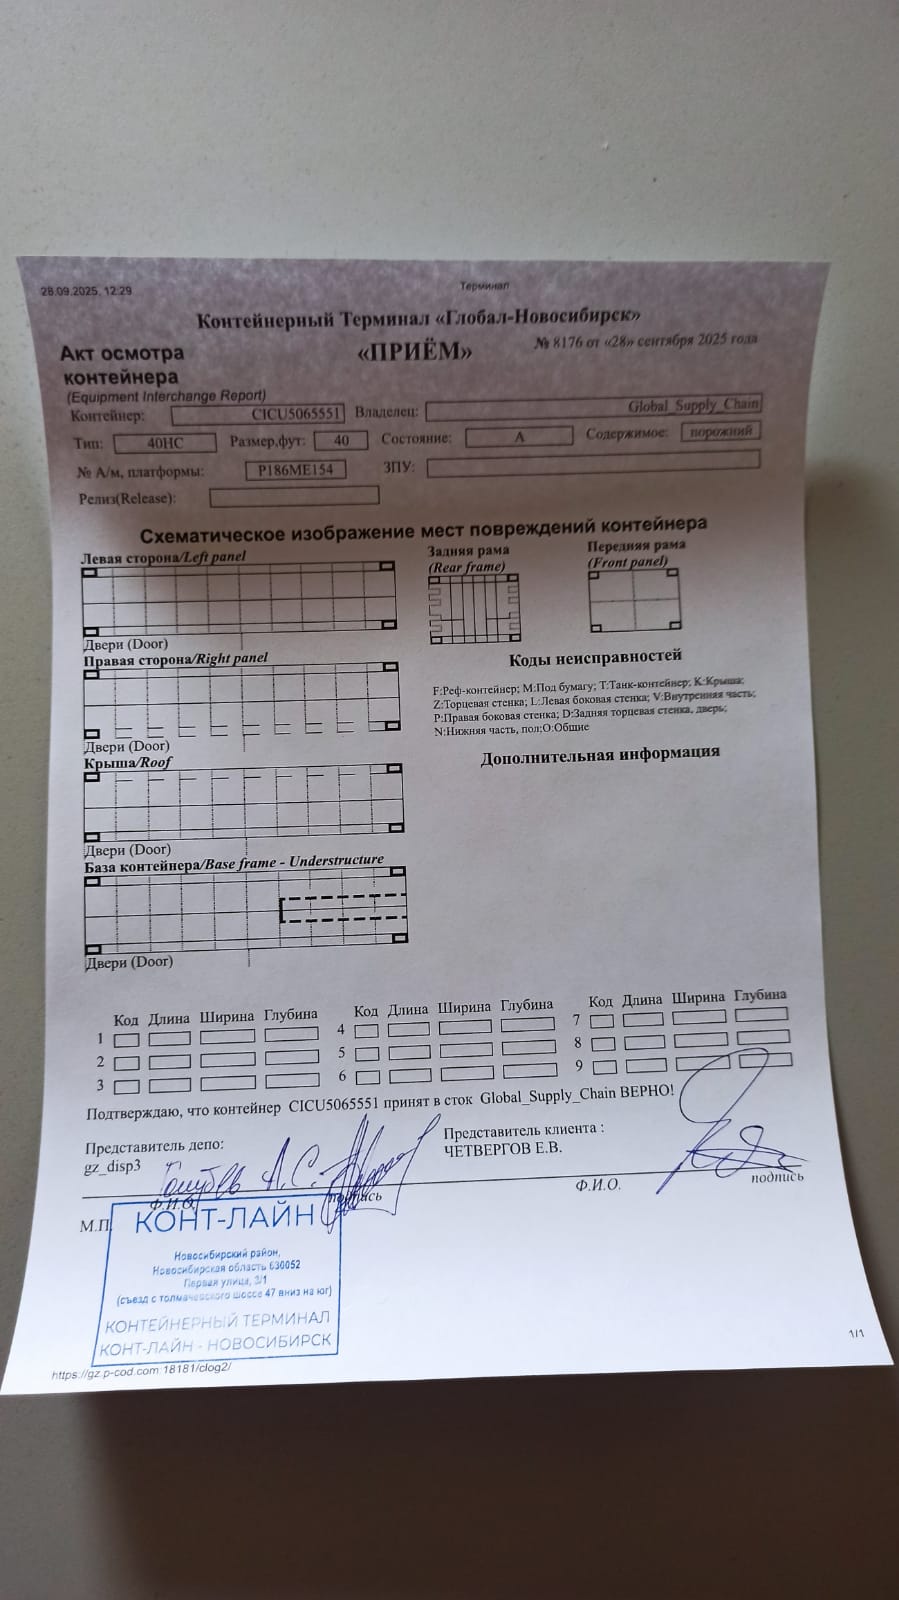 28.09.2025, 12:29 Терминал
Контейнерный Терминал «Глобал-Новосибирск»
Акт осмотра контейнера
«ПРИЁМ»
№ 8176 от «28» сентября 2025 года
(Equipment Interchange Report)
Контейнер: CICU5065551 Владелец: Global_Supply_Chain
Тип: 40HC Размер,фут: 40 Состояние: A Содержимое: порожний
№ А/м, платформы: P186ME154 ЗПУ:
Релиз(Release):
Схематическое изображение мест повреждений контейнера
Левая сторона/Left panel
Двери (Door)
Правая сторона/Right panel
Двери (Door)
Крыша/Roof
Двери (Door)
База контейнера/Base frame - Understructure
Двери (Door)
Задняя рама
(Rear frame)
Передняя рама
(Front panel)
Коды неисправностей
F:Реф-контейнер; M:Под бумагу; T:Танк-контейнер; K:Крыша;
Z:Торцевая стенка; L:Левая боковая стенка; V:Внутренняя часть;
P:Правая боковая стенка; D:Задняя торцевая стенка, дверь;
N:Нижняя часть, пол;O:Общие
Дополнительная информация
Код Длина Ширина Глубина Код Длина Ширина Глубина Код Длина Ширина Глубина
1 4 7
2 5 8
3 6 9
Подтверждаю, что контейнер CICU5065551 принят в сток Global_Supply_Chain ВЕРНО!
Представитель депо:
gz_disp3
Ф.И.О. подпись
Представитель клиента :
ЧЕТВЕРГОВ Е.В.
Ф.И.О. подпись
М.П.
КОНТ-ЛАЙН
Новосибирский район,
Новосибирская область 630052
Первая улица, 3/1
(съезд с толмачевского шоссе 47 вниз на юг)
КОНТЕЙНЕРНЫЙ ТЕРМИНАЛ
КОНТ-ЛАЙН - НОВОСИБИРСК
https://gz.p-cod.com:18181/clog2/ 1/1